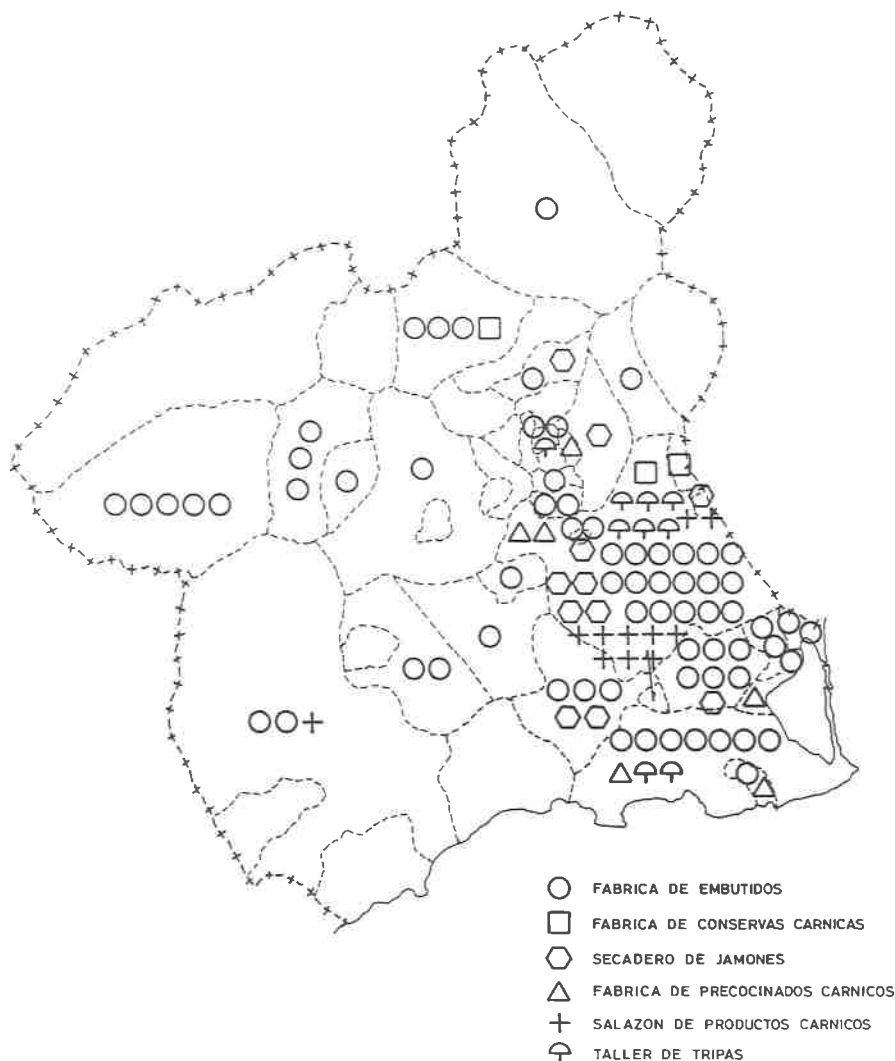 FABRICA DE EMBUTIDOS
FABRICA DE CONSERVAS CARNICAS
SECADERO DE JAMONES
FABRICA DE PRECOCINADOS CARNICOS
SALAZON DE PRODUCTOS CARNICOS
TALLER DE TRIPAS